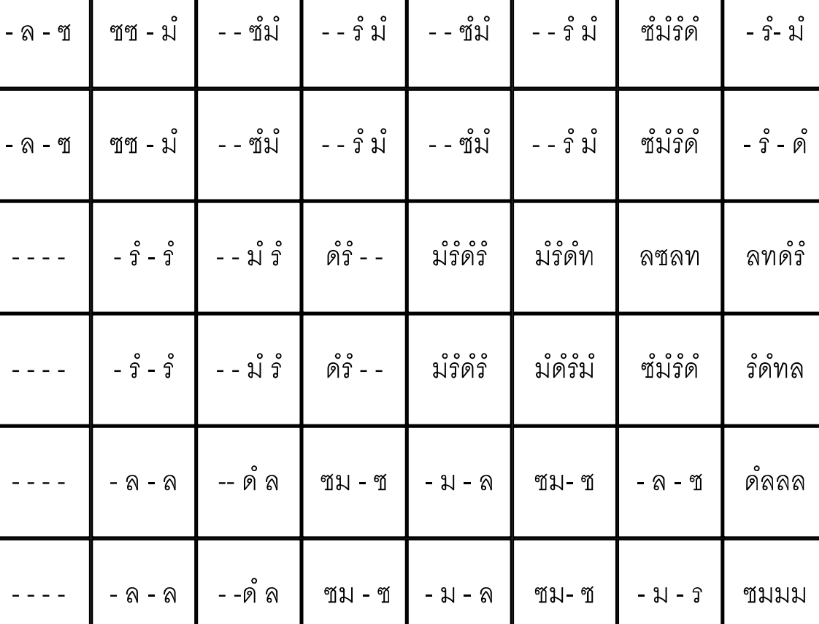 - ล - ซ ซซ - มํ - - ซํมํ - - รํ มํ - - ซํมํ - - รํ มํ ซํมํรํดํ - รํ- มํ
- ล - ซ ซซ - มํ - - ซํมํ - - รํ มํ - - ซํมํ - - รํ มํ ซํมํรํดํ - รํ - ดํ
- - - - - รํ - รํ - - มํ รํ ดํรํ - - มํรํดํรํ มํรํดํท ลซลท ลทดํรํ
- - - - - รํ - รํ - - มํ รํ ดํรํ - - มํรํดํรํ มํดํรํมํ ซํมํรํดํ รํดํทล
- - - - - ล - ล -- ดํ ล ซม - ซ - ม - ล ซม- ซ - ล - ซ ดํลลล
- - - - - ล - ล - -ดํ ล ซม - ซ - ม - ล ซม- ซ - ม - ร ซมมม